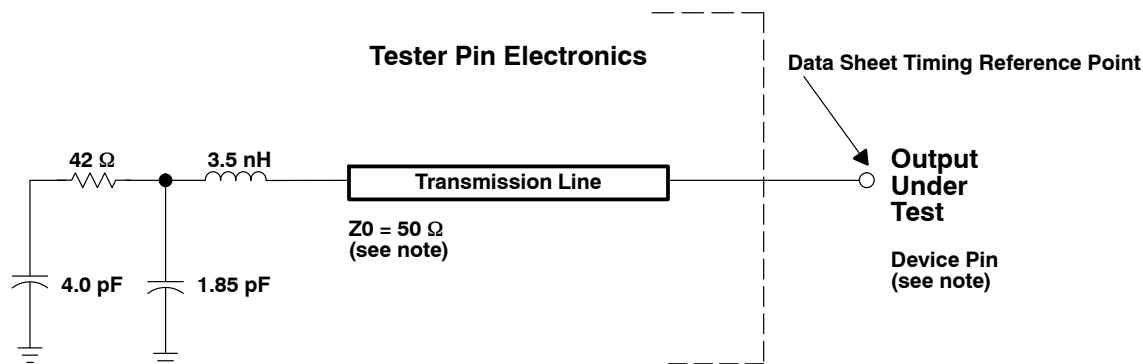 Tester Pin Electronics
Data Sheet Timing Reference Point
42 Ω
3.5 nH
Transmission Line
Output
Under
Test
Z0 = 50 Ω
(see note)
Device Pin
(see note)
4.0 pF
1.85 pF